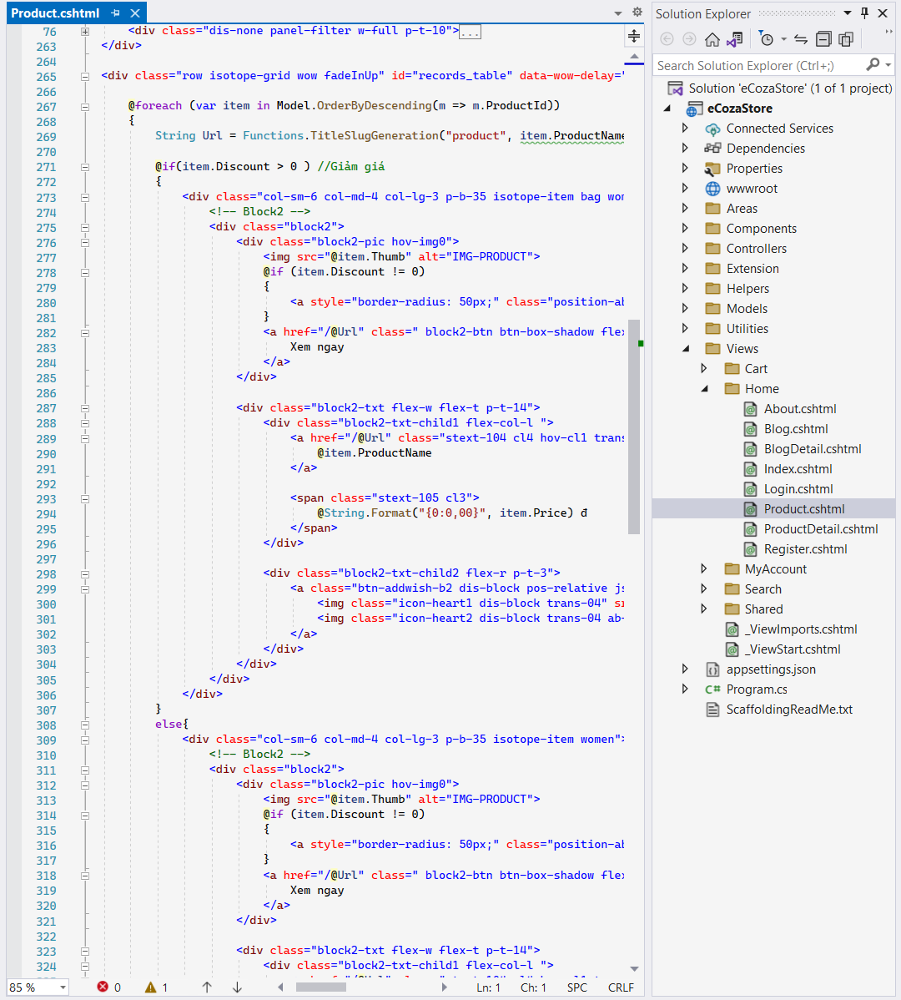 Product.cshtml
76 <div class="dis-none panel-filter w-full p-t-10">...
263 </div>
264
265 <div class="row isotope-grid wow fadeInUp" id="records_table" data-wow-delay="
266
267 @foreach (var item in Model.OrderByDescending(m => m.ProductId))
268 {
269 String Url = Functions.TitleSlugGeneration("product", item.ProductName
270
271 @if(item.Discount > 0 ) //Giảm giá
272 {
273 <div class="col-sm-6 col-md-4 col-lg-3 p-b-35 isotope-item bag wom
274 <!-- Block2 -->
275 <div class="block2">
276 <div class="block2-pic hov-img0">
277 <img src="@item.Thumb" alt="IMG-PRODUCT">
278 @if (item.Discount != 0)
279 {
280 <a style="border-radius: 50px;" class="position-ab
281 }
282 <a href="/@Url" class=" block2-btn btn-box-shadow flex
283 Xem ngay
284 </a>
285 </div>
286
287 <div class="block2-txt flex-w flex-t p-t-14">
288 <div class="block2-txt-child1 flex-col-l ">
289 <a href="/@Url" class="stext-104 cl4 hov-cl1 trans
290 @item.ProductName
291 </a>
292
293 <span class="stext-105 cl3">
294 @String.Format("{0:0,00}", item.Price) đ
295 </span>
296 </div>
297
298 <div class="block2-txt-child2 flex-r p-t-3">
299 <a class="btn-addwish-b2 dis-block pos-relative js
300 <img class="icon-heart1 dis-block trans-04" sr
301 <img class="icon-heart2 dis-block trans-04 ab-
302 </a>
303 </div>
304 </div>
305 </div>
306 </div>
307 }
308 else{
309 <div class="col-sm-6 col-md-4 col-lg-3 p-b-35 isotope-item women">
310 <!-- Block2 -->
311 <div class="block2">
312 <div class="block2-pic hov-img0">
313 <img src="@item.Thumb" alt="IMG-PRODUCT">
314 @if (item.Discount != 0)
315 {
316 <a style="border-radius: 50px;" class="position-ab
317 }
318 <a href="/@Url" class=" block2-btn btn-box-shadow flex
319 Xem ngay
320 </a>
321 </div>
322
323 <div class="block2-txt flex-w flex-t p-t-14">
324 <div class="block2-txt-child1 flex-col-l ">
85 %
0
1
Ln: 1
Ch: 1
SPC
CRLF
Solution Explorer
Search Solution Explorer (Ctrl+;)
Solution 'eCozaStore' (1 of 1 project)
eCozaStore
Connected Services
Dependencies
Properties
wwwroot
Areas
Components
Controllers
Extension
Helpers
Models
Utilities
Views
Cart
Home
About.cshtml
Blog.cshtml
BlogDetail.cshtml
Index.cshtml
Login.cshtml
Product.cshtml
ProductDetail.cshtml
Register.cshtml
MyAccount
Search
Shared
_ViewImports.cshtml
_ViewStart.cshtml
appsettings.json
C# Program.cs
ScaffoldingReadMe.txt